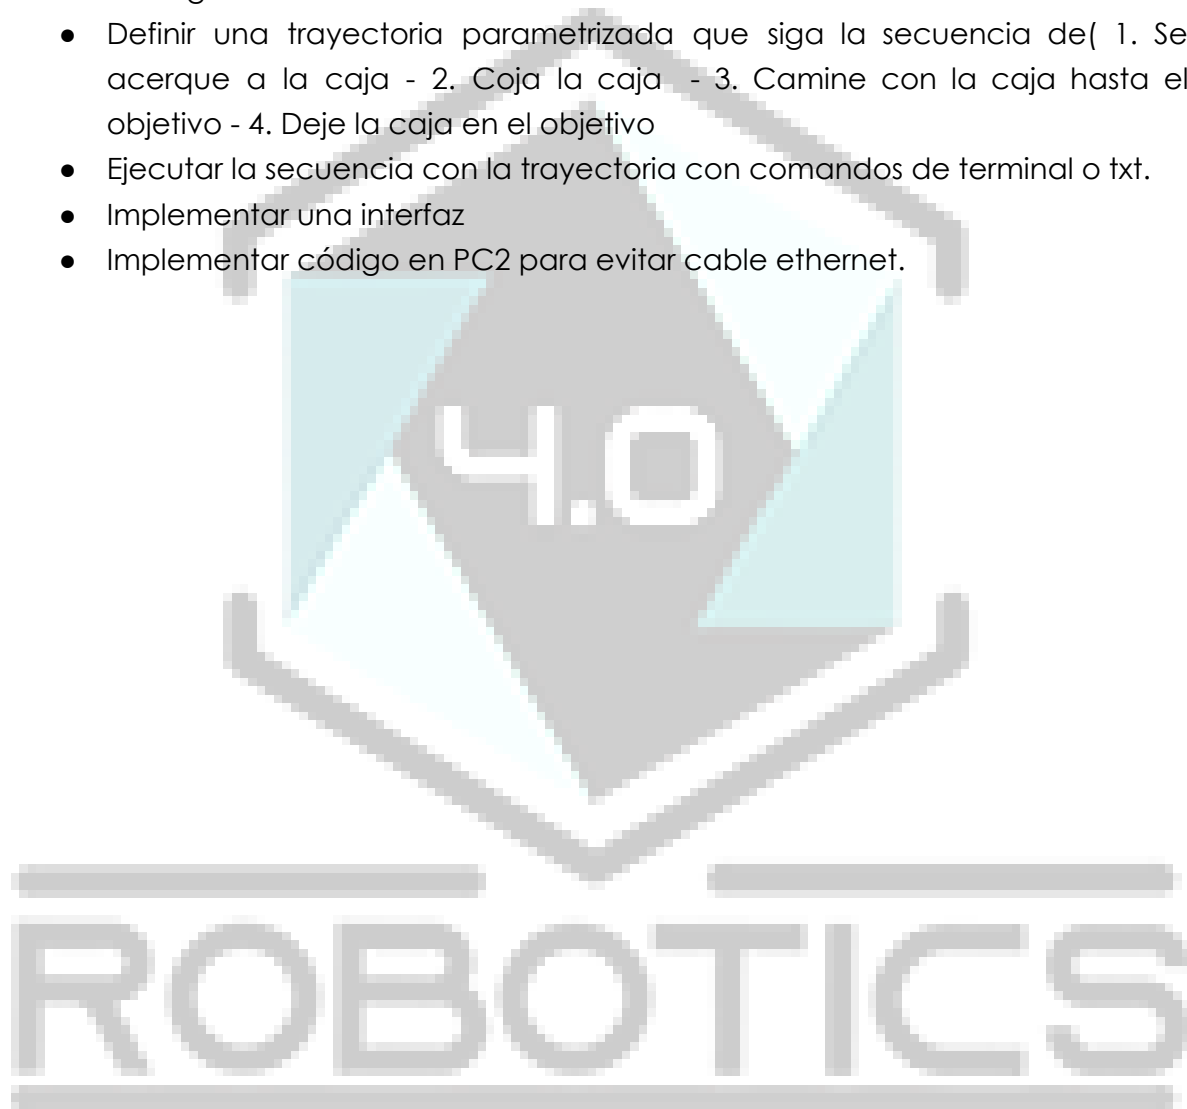 ● Definir una trayectoria parametrizada que siga la secuencia de( 1. Se
acerque a la caja - 2. Coja la caja - 3. Camine con la caja hasta el
objetivo - 4. Deje la caja en el objetivo
● Ejecutar la secuencia con la trayectoria con comandos de terminal o txt.
● Implementar una interfaz
● Implementar código en PC2 para evitar cable ethernet.
4.0
ROBOTICS